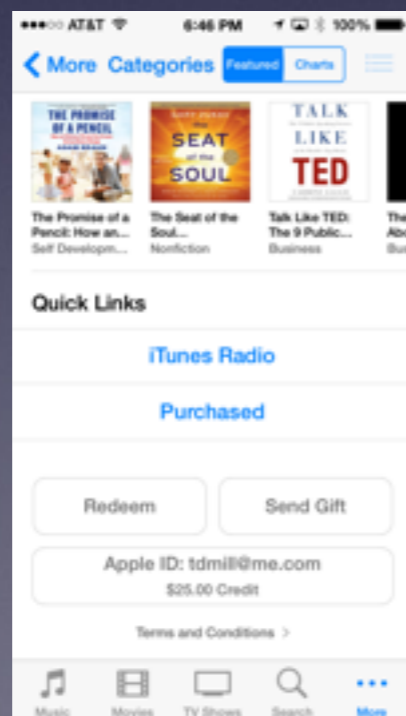 AT&T 6:46 PM 100%
More Categories Featured Charts
THE PROMISE
OF A PENCIL
SEAT
of the
SOUL
TALK
LIKE
TED
The Promise of a
Pencil: How an...
Self Developm...
The Seat of the
Soul...
Nonfiction
Talk Like TED:
The 9 Public...
Business
The
Abo
Bus
Quick Links
iTunes Radio
Purchased
Redeem Send Gift
Apple ID: tdmill@me.com
$25.00 Credit
Terms and Conditions >
Music Movies TV Shows Search More